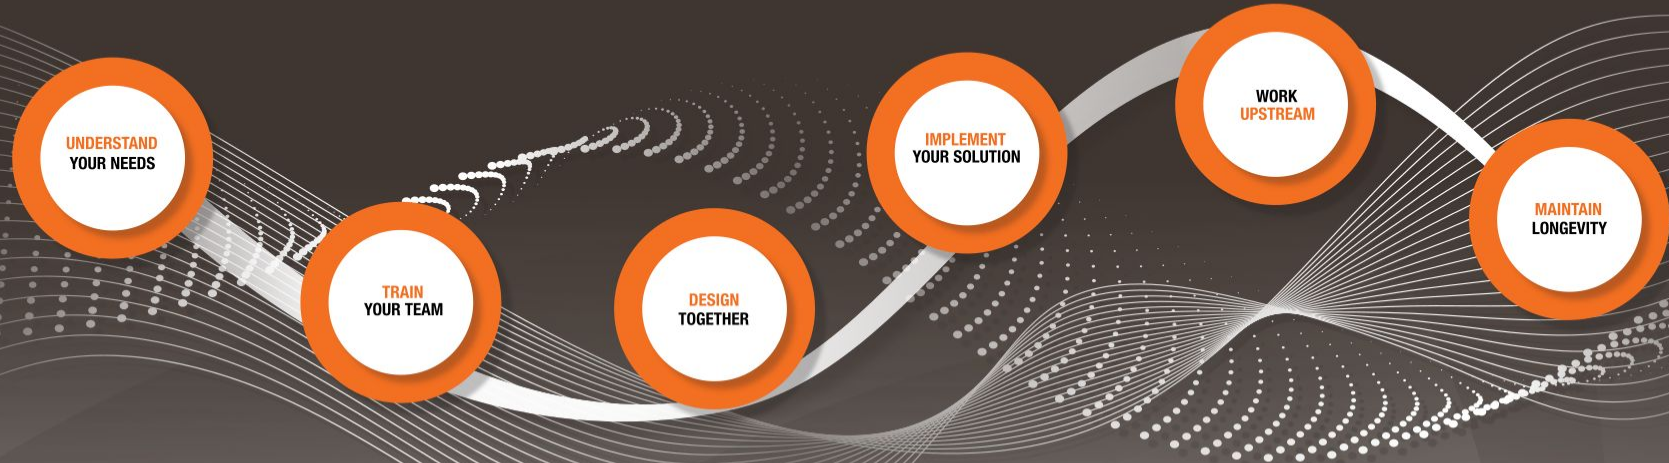 UNDERSTAND
YOUR NEEDS
TRAIN
YOUR TEAM
DESIGN
TOGETHER
IMPLEMENT
YOUR SOLUTION
WORK
UPSTREAM
MAINTAIN
LONGEVITY